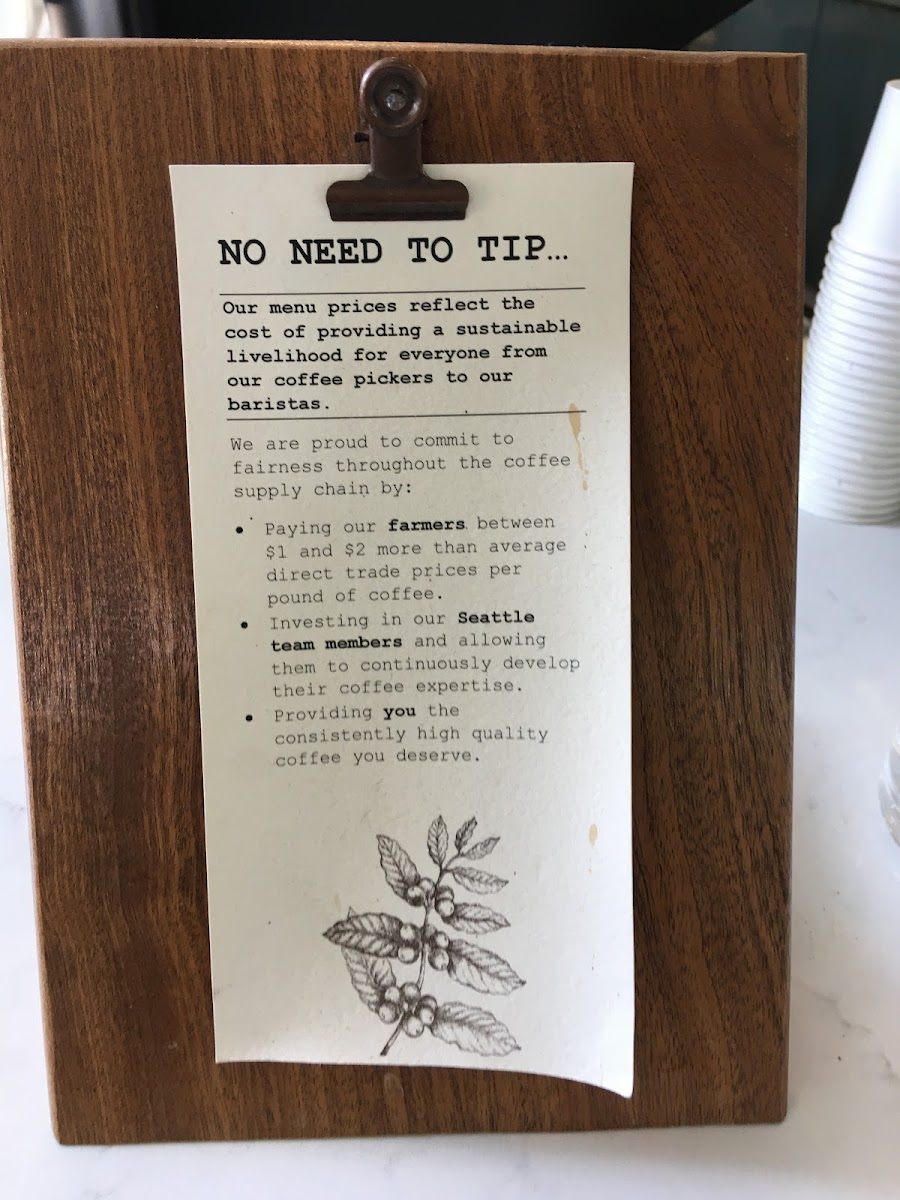 NO NEED TO TIP…
Our menu prices reflect the
cost of providing a sustainable
livelihood for everyone from
our coffee pickers to our
baristas.
We are proud to commit to
fairness throughout the coffee
supply chain by:
• Paying our farmers between
$1 and $2 more than average
direct trade prices per
pound of coffee.
• Investing in our Seattle
team members and allowing
them to continuously develop
their coffee expertise.
• Providing you the
consistently high quality
coffee you deserve.